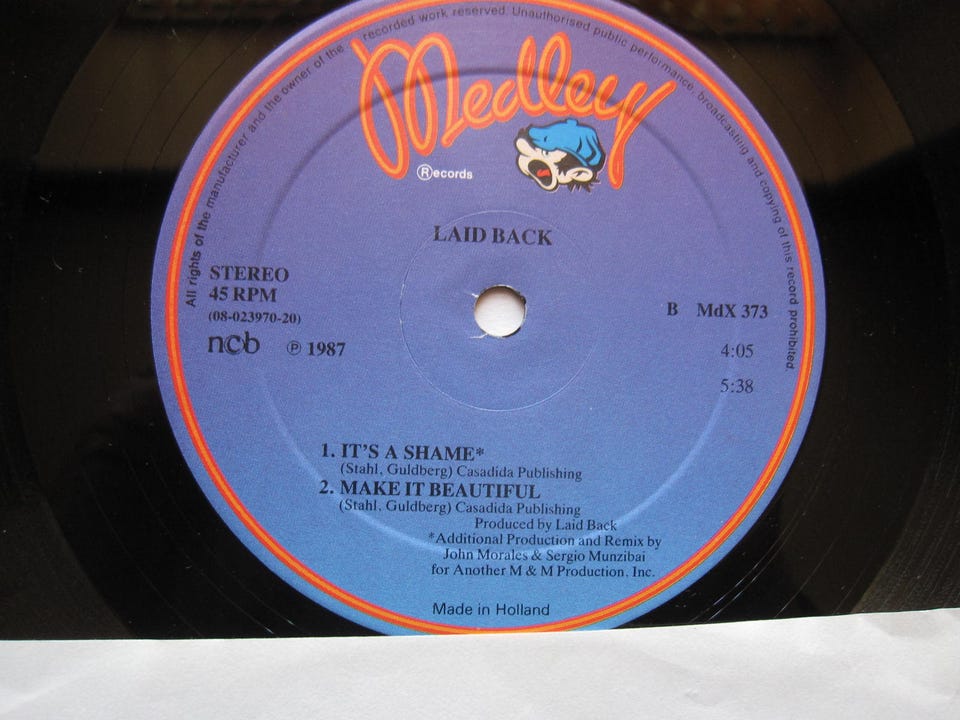 All rights of the manufacturer and the owner of the recorded work reserved. Unauthorised public performance, broadcasting and copying of this record prohibited.
Medley
Records
LAID BACK
STEREO
45 RPM
(08-023970-20)
ncb ℗ 1987
B MdX 373
4:05
5:38
1. IT'S A SHAME*
(Stahl, Guldberg) Casadida Publishing
2. MAKE IT BEAUTIFUL
(Stahl, Guldberg) Casadida Publishing
Produced by Laid Back
*Additional Production and Remix by
John Morales & Sergio Munzibai
for Another M & M Production, Inc.
Made in Holland